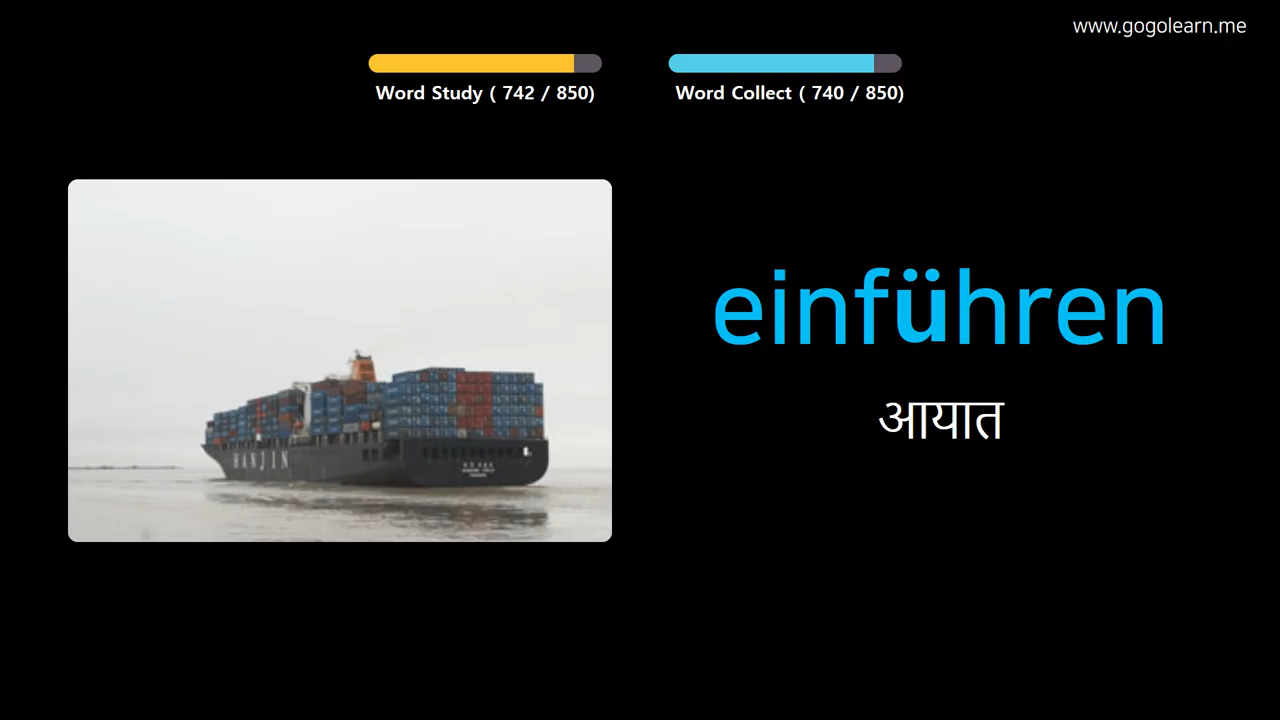 www.gogolearn.me
Word Study ( 742 / 850)
Word Collect ( 740 / 850)
einführen
आयात
HANJIN